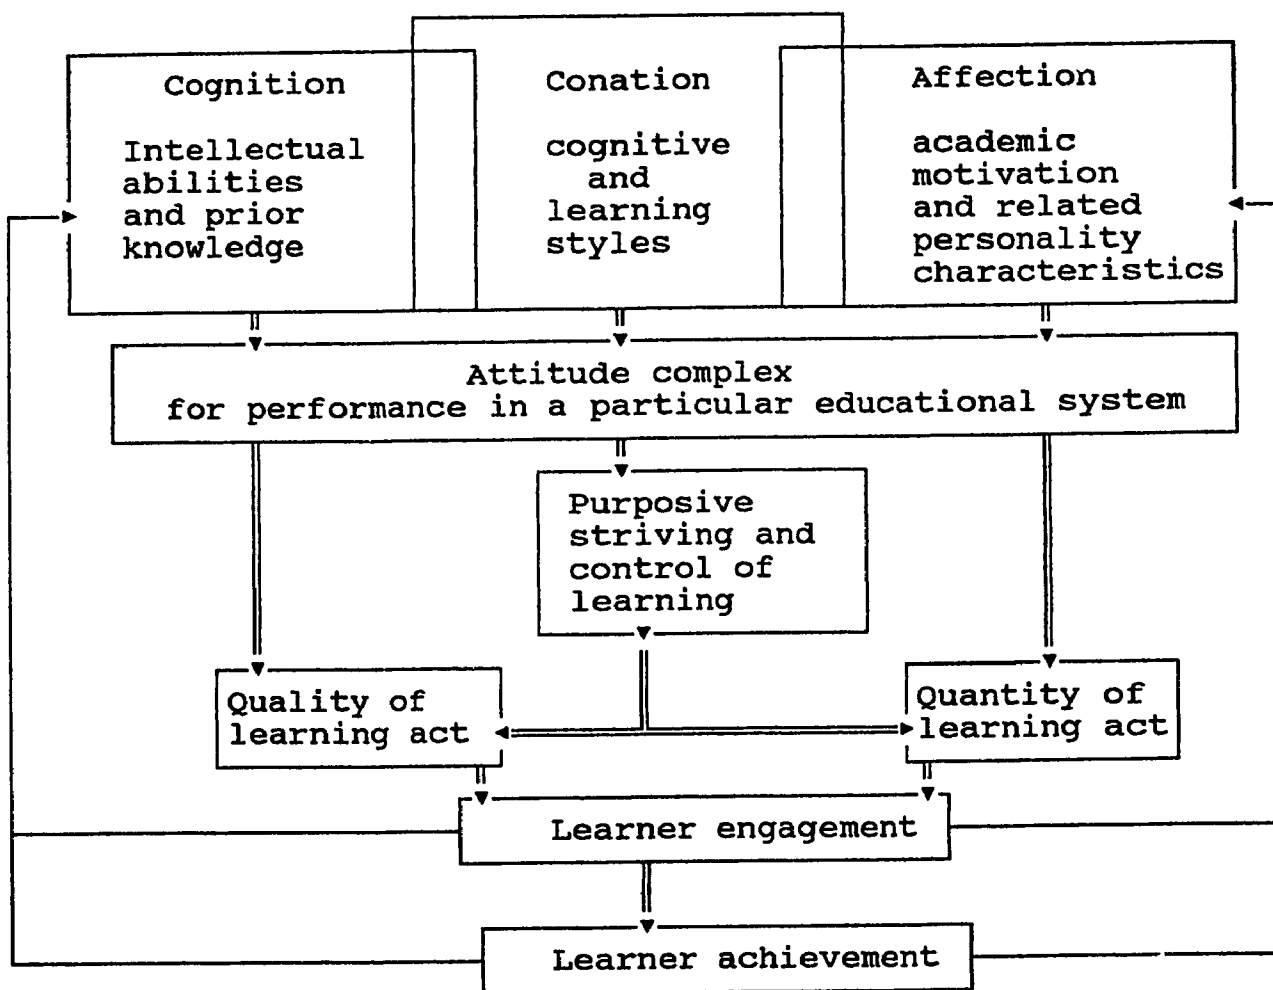 Cognition
Intellectual
abilities
and prior
knowledge
Conation
cognitive
and
learning
styles
Affection
academic
motivation
and related
personality
characteristics
Attitude complex
for performance in a particular educational system
Purposive
striving and
control of
learning
Quality of
learning act
Quantity of
learning act
Learner engagement
Learner achievement